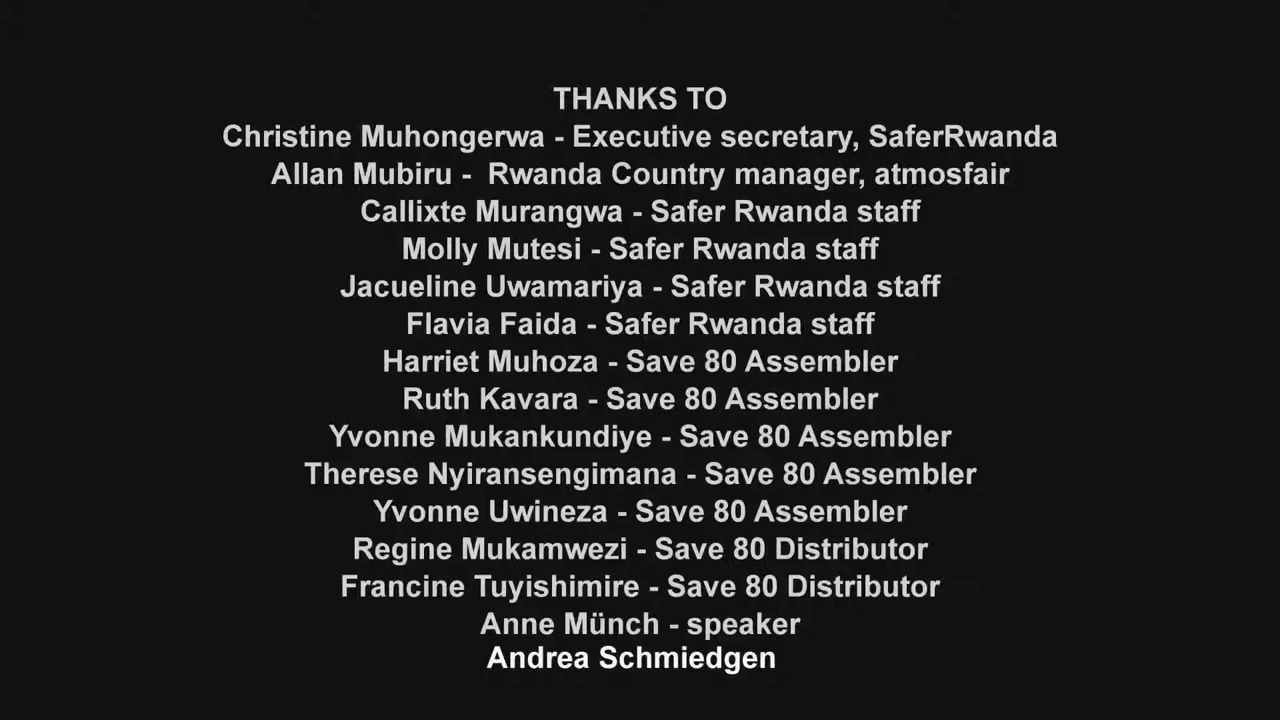 THANKS TO
Christine Muhongerwa - Executive secretary, SaferRwanda
Allan Mubiru -  Rwanda Country manager, atmosfair
Callixte Murangwa - Safer Rwanda staff
Molly Mutesi - Safer Rwanda staff
Jacueline Uwamariya - Safer Rwanda staff
Flavia Faida - Safer Rwanda staff
Harriet Muhoza - Save 80 Assembler
Ruth Kavara - Save 80 Assembler
Yvonne Mukankundiye - Save 80 Assembler
Therese Nyiransengimana - Save 80 Assembler
Yvonne Uwineza - Save 80 Assembler
Regine Mukamwezi - Save 80 Distributor
Francine Tuyishimire - Save 80 Distributor
Anne Münch - speaker
Andrea Schmiedgen